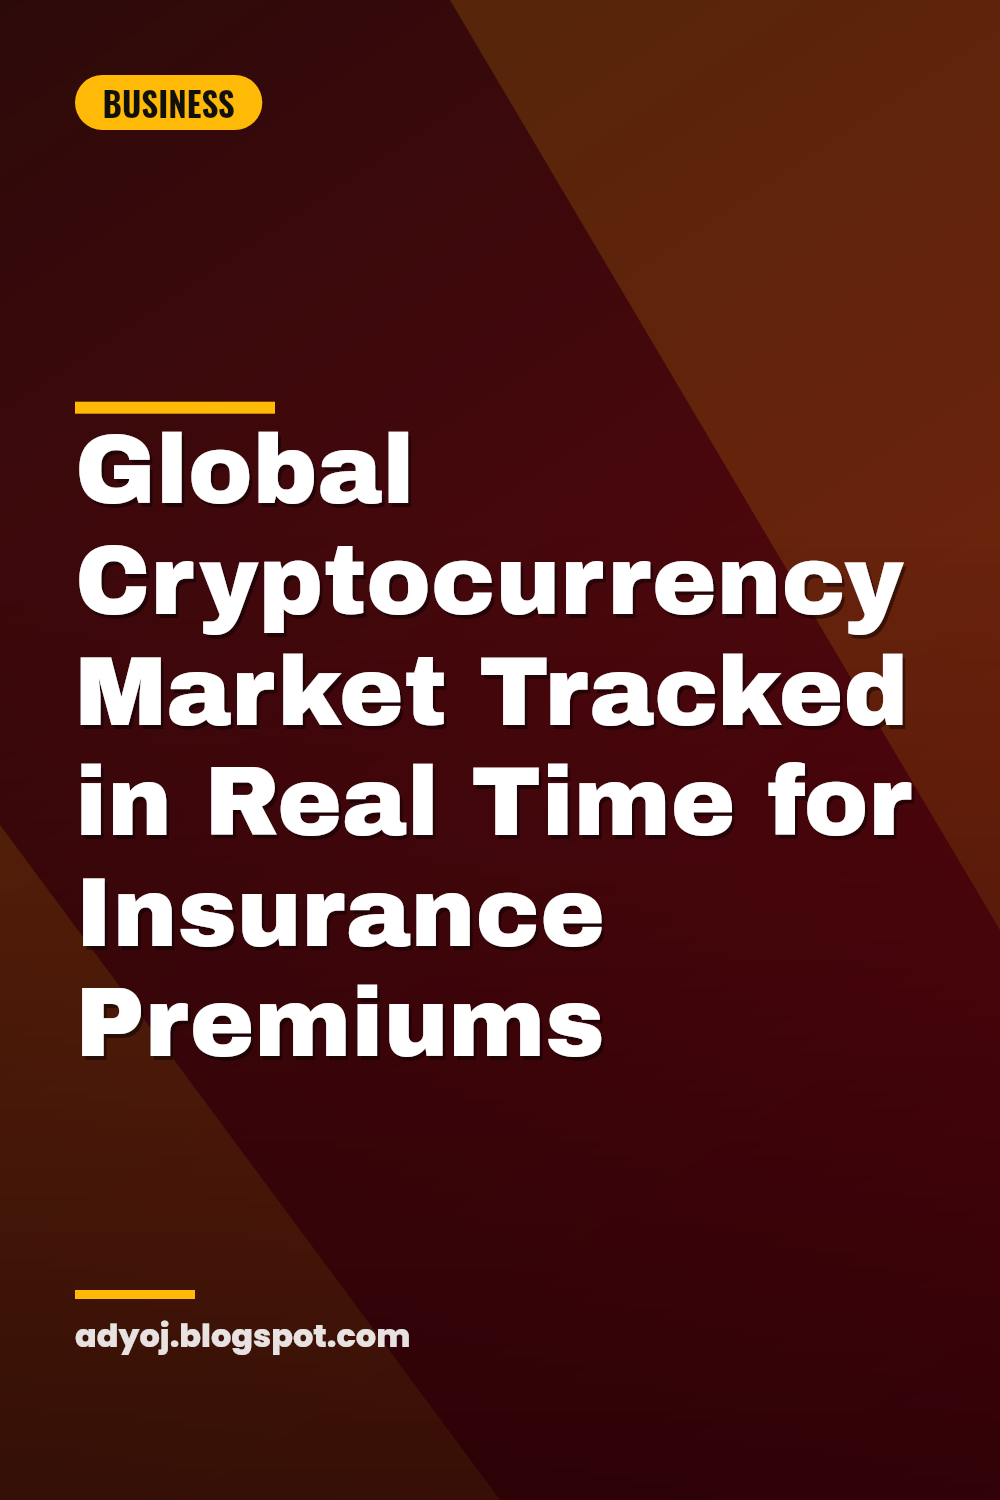 BUSINESS
Global
Cryptocurrency
Market Tracked
in Real Time for
Insurance
Premiums
adyoj.blogspot.com